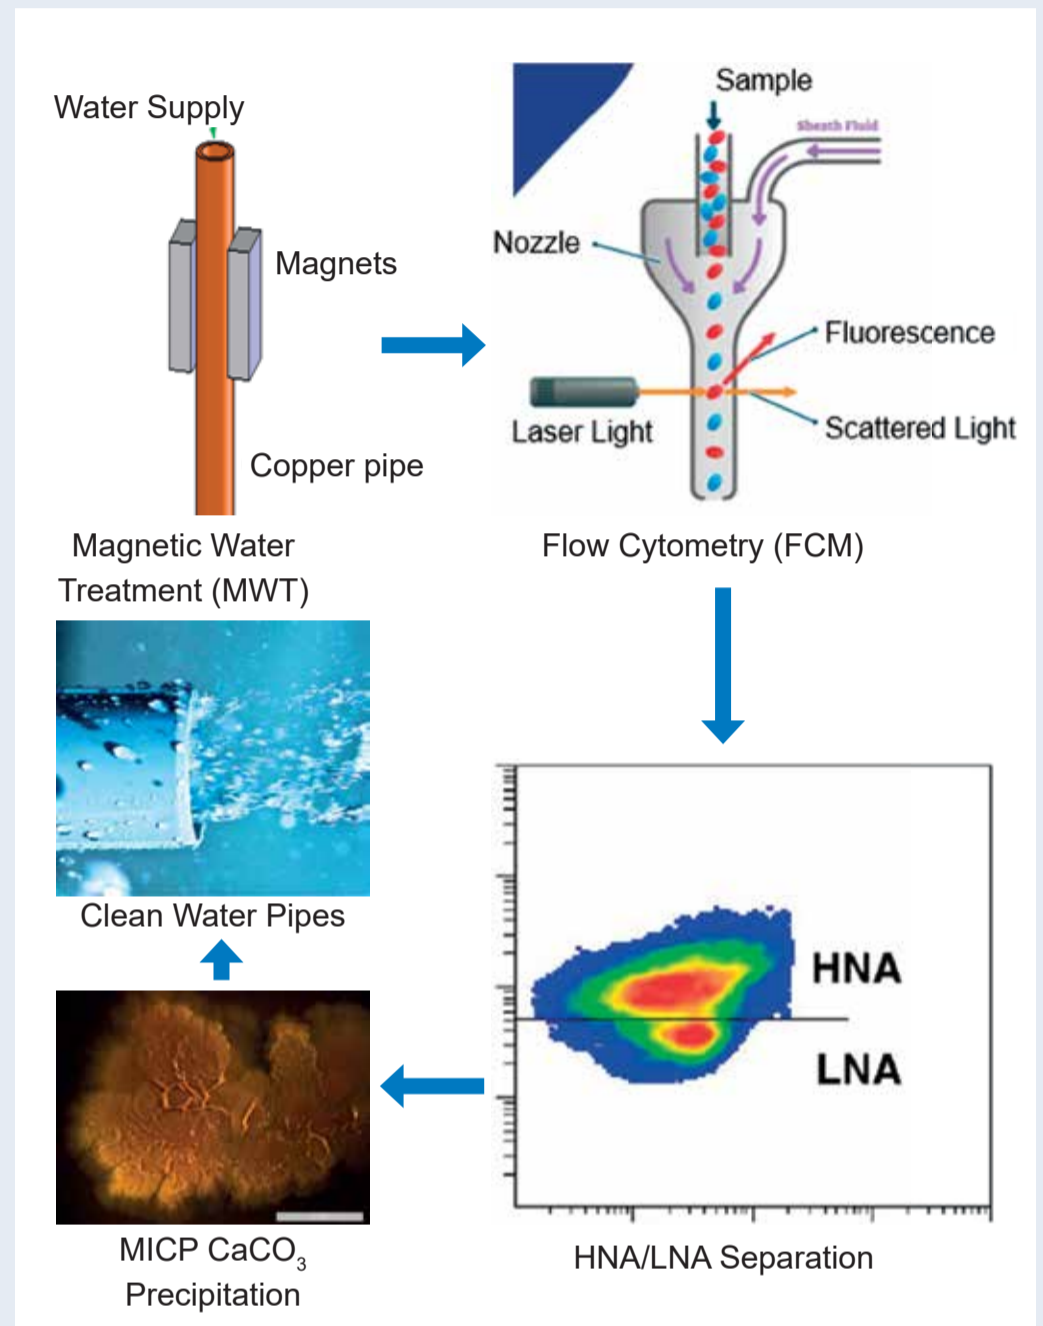 Water Supply
Magnets
Copper pipe
Magnetic Water
Treatment (MWT)
Sample
Sheath Fluid
Nozzle
Fluorescence
Laser Light
Scattered Light
Flow Cytometry (FCM)
HNA
LNA
HNA/LNA Separation
MICP CaCO₃
Precipitation
Clean Water Pipes